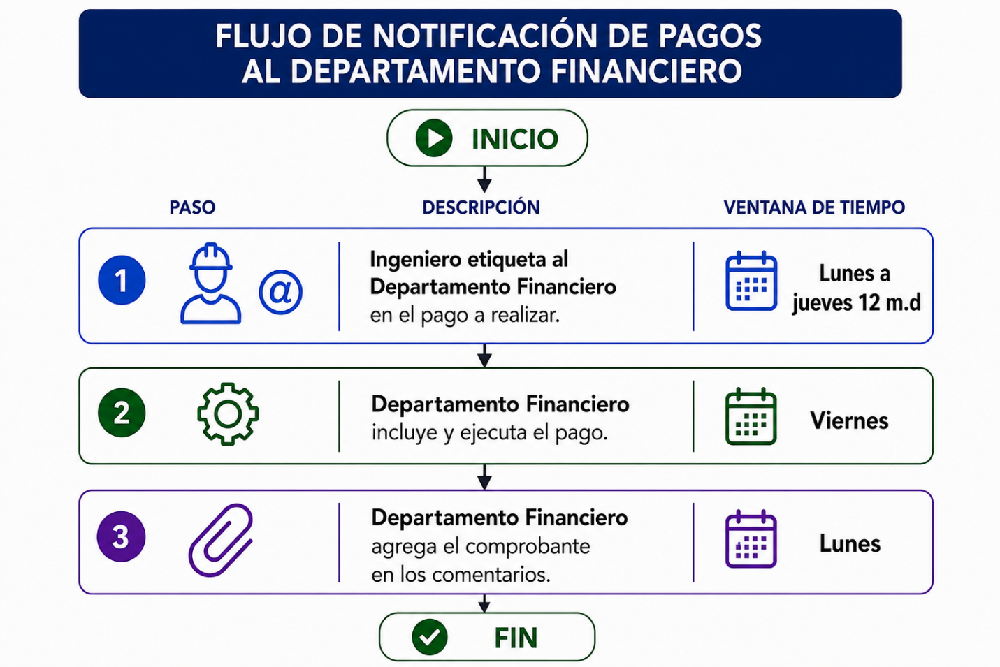 FLUJO DE NOTIFICACIÓN DE PAGOS
AL DEPARTAMENTO FINANCIERO
INICIO
PASO
DESCRIPCIÓN
VENTANA DE TIEMPO
1
@
Ingeniero etiqueta al
Departamento Financiero
en el pago a realizar.
Lunes a
jueves 12 m.d
2
Departamento Financiero
incluye y ejecuta el pago.
Viernes
3
Departamento Financiero
agrega el comprobante
en los comentarios.
Lunes
FIN